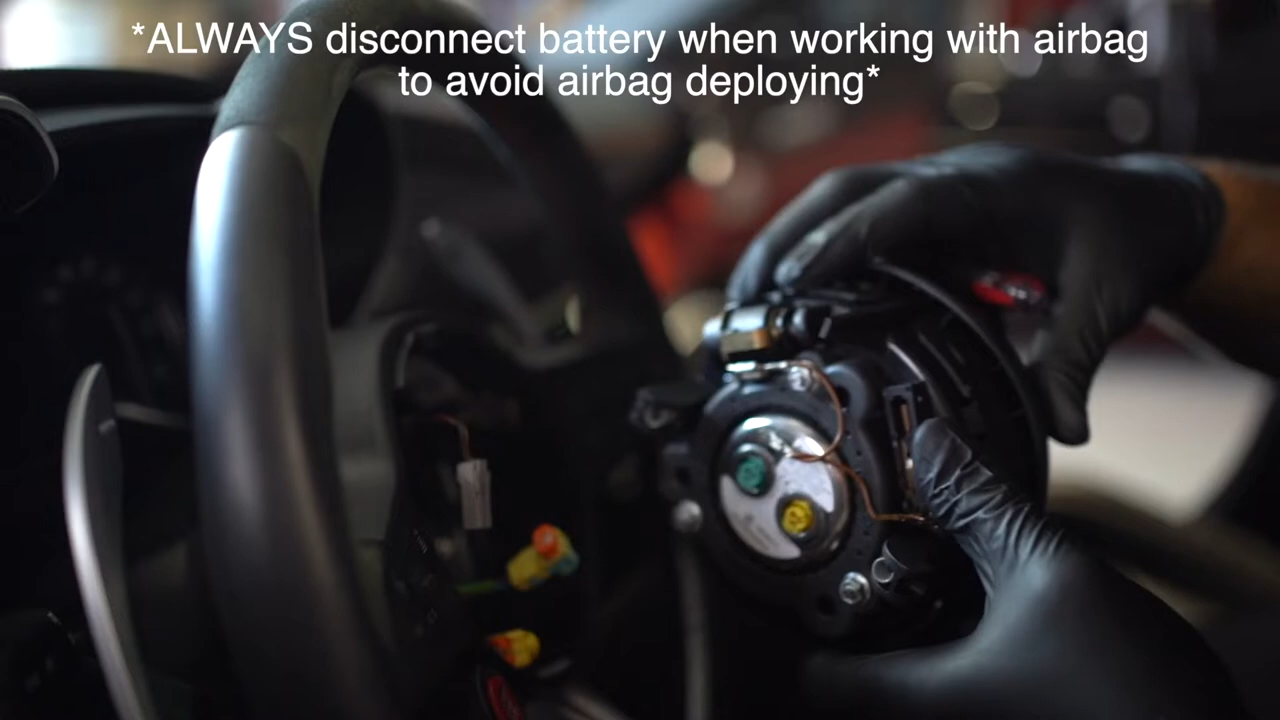 *ALWAYS disconnect battery when working with airbag
to avoid airbag deploying*